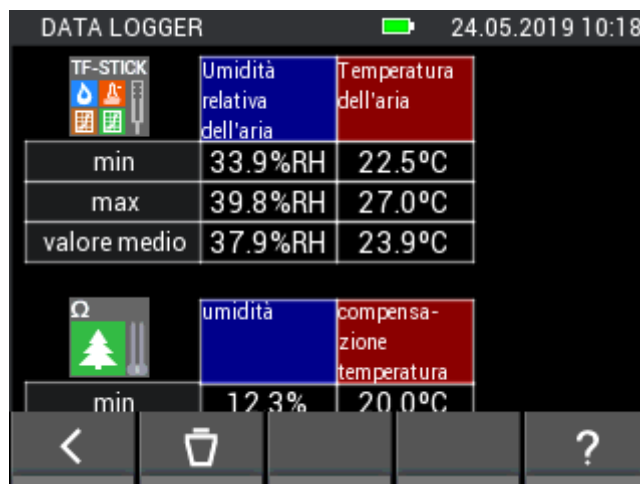 DATA LOGGER 24.05.2019 10:18
TF-STICK
Umidità relativa dell'aria
Temperatura dell'aria
min 33.9%RH 22.5ºC
max 39.8%RH 27.0ºC
valore medio 37.9%RH 23.9ºC
Ω
umidità
compensa-
zione
temperatura
min 12.3% 20.0ºC
?